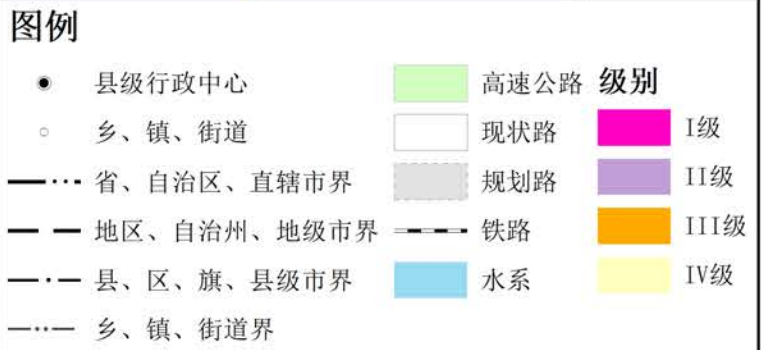 图例
县级行政中心
乡、镇、街道
省、自治区、直辖市界
地区、自治州、地级市界
县、区、旗、县级市界
乡、镇、街道界
高速公路
现状路
规划路
铁路
水系
级别
I级
II级
III级
IV级